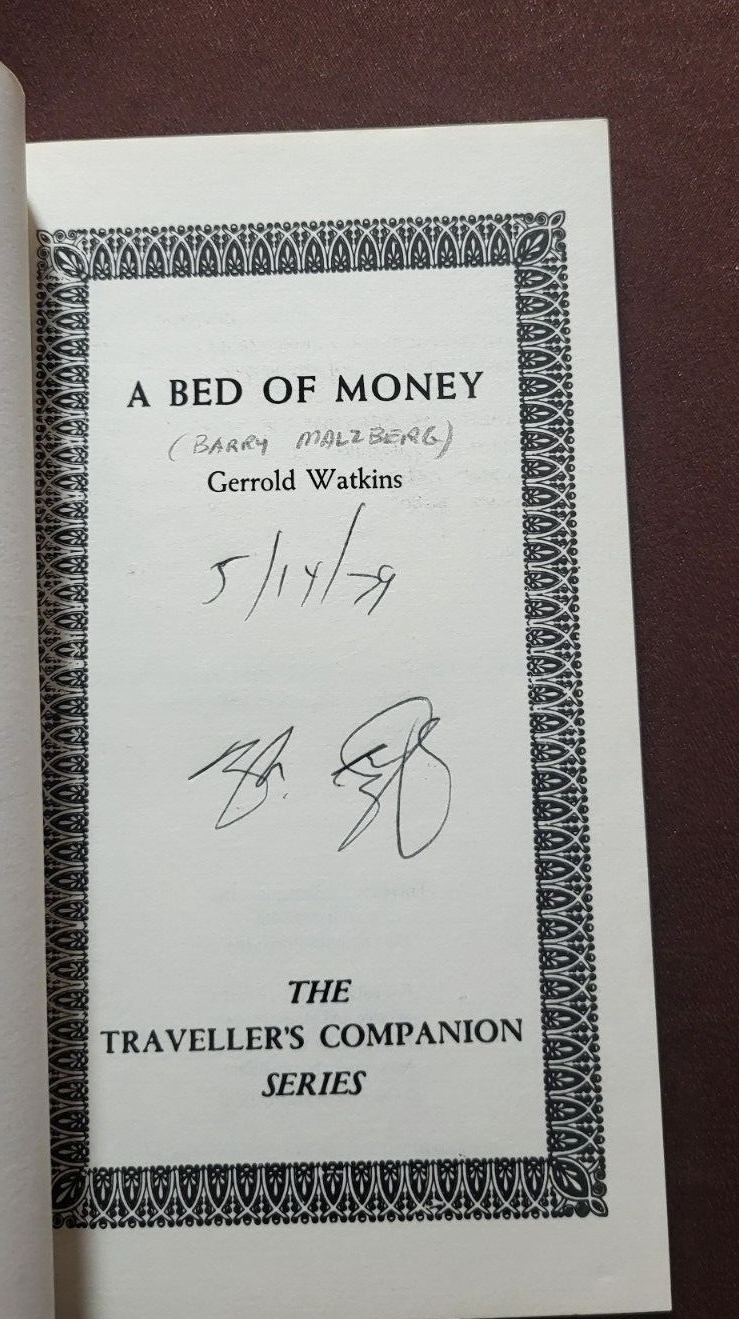 A BED OF MONEY
(BARRY MALZBERG)
Gerrold Watkins
5/14/79
THE
TRAVELLER'S COMPANION
SERIES